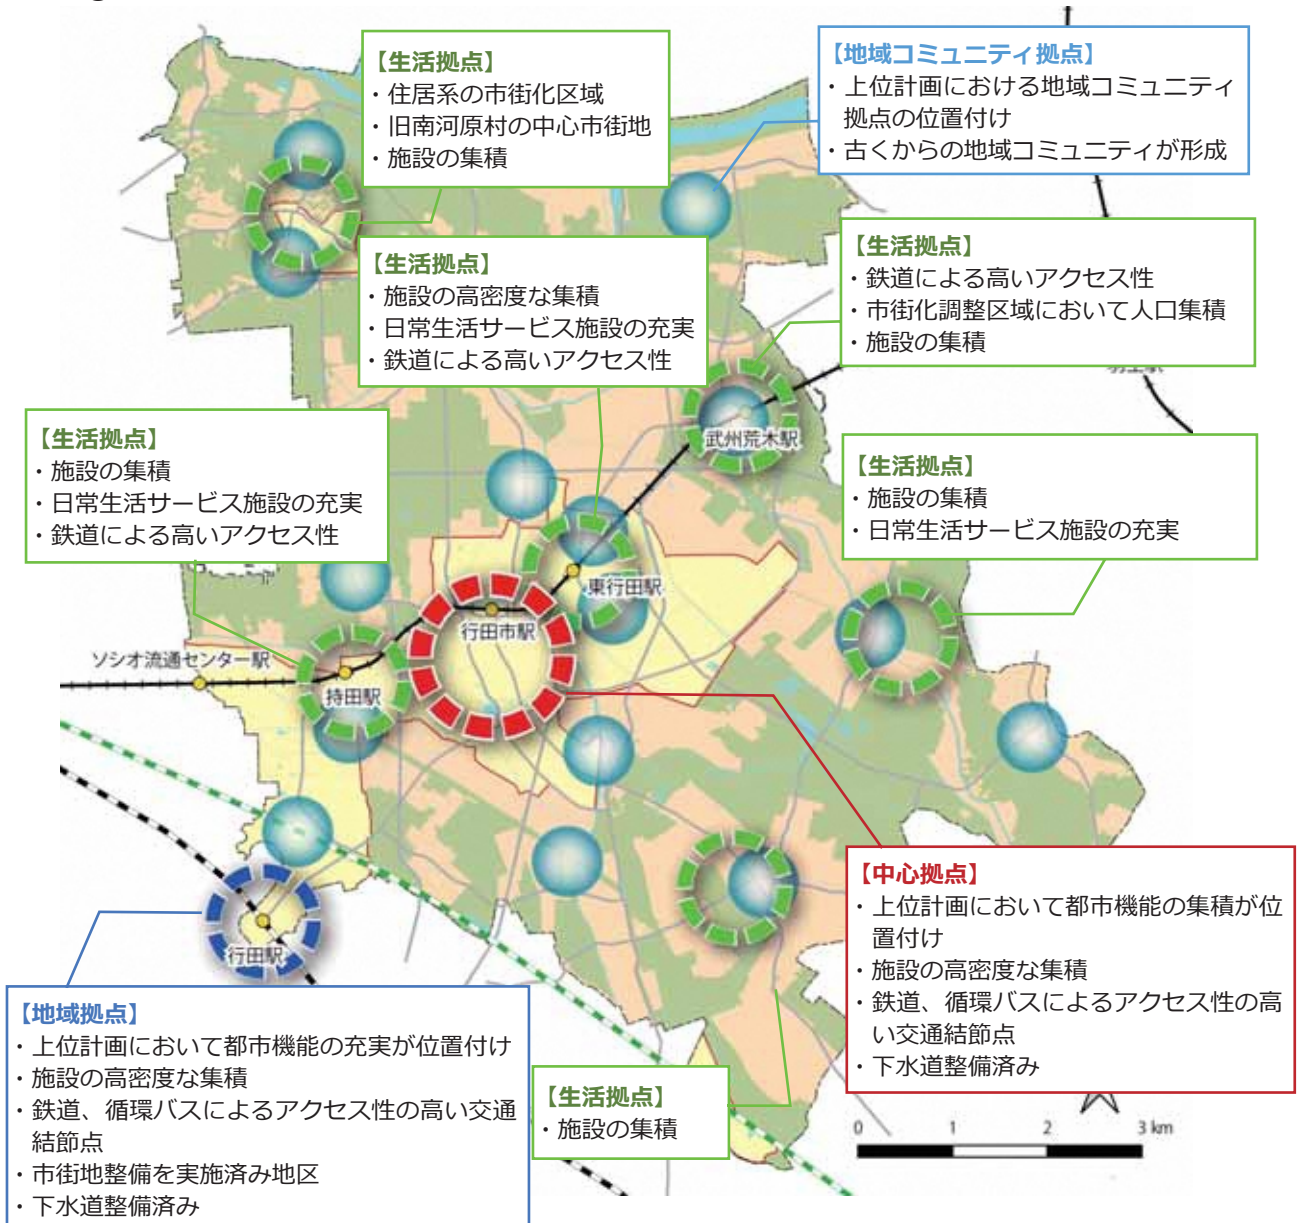 【生活拠点】
・住居系の市街化区域
・旧南河原村の中心市街地
・施設の集積
【地域コミュニティ拠点】
・上位計画における地域コミュニティ
拠点の位置付け
・古くからの地域コミュニティが形成
【生活拠点】
・施設の高密度な集積
・日常生活サービス施設の充実
・鉄道による高いアクセス性
【生活拠点】
・鉄道による高いアクセス性
・市街化調整区域において人口集積
・施設の集積
【生活拠点】
・施設の集積
・日常生活サービス施設の充実
・鉄道による高いアクセス性
武州荒木駅
【生活拠点】
・施設の集積
・日常生活サービス施設の充実
東行田駅
行田市駅
ソシオ流通センター駅
持田駅
行田駅
【中心拠点】
・上位計画において都市機能の集積が位
置付け
・施設の高密度な集積
・鉄道、循環バスによるアクセス性の高
い交通結節点
・下水道整備済み
【地域拠点】
・上位計画において都市機能の充実が位置付け
・施設の高密度な集積
・鉄道、循環バスによるアクセス性の高い交通
結節点
・市街地整備を実施済み地区
・下水道整備済み
【生活拠点】
・施設の集積
0 1 2 3 km